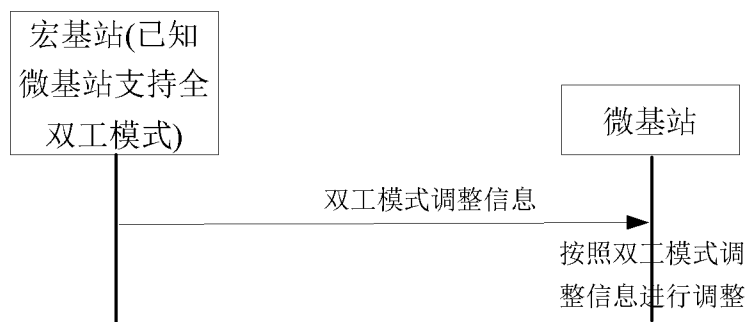 宏基站(已知
微基站支持全
双工模式)
微基站
双工模式调整信息
按照双工模式调
整信息进行调整